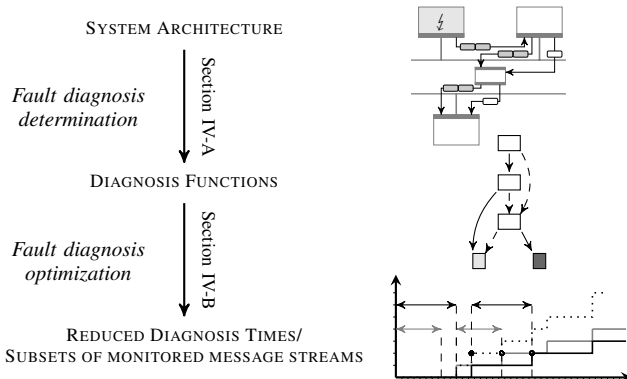 SYSTEM ARCHITECTURE
Fault diagnosis
determination
Section IV-A
DIAGNOSIS FUNCTIONS
Fault diagnosis
optimization
Section IV-B
REDUCED DIAGNOSIS TIMES/
SUBSETS OF MONITORED MESSAGE STREAMS